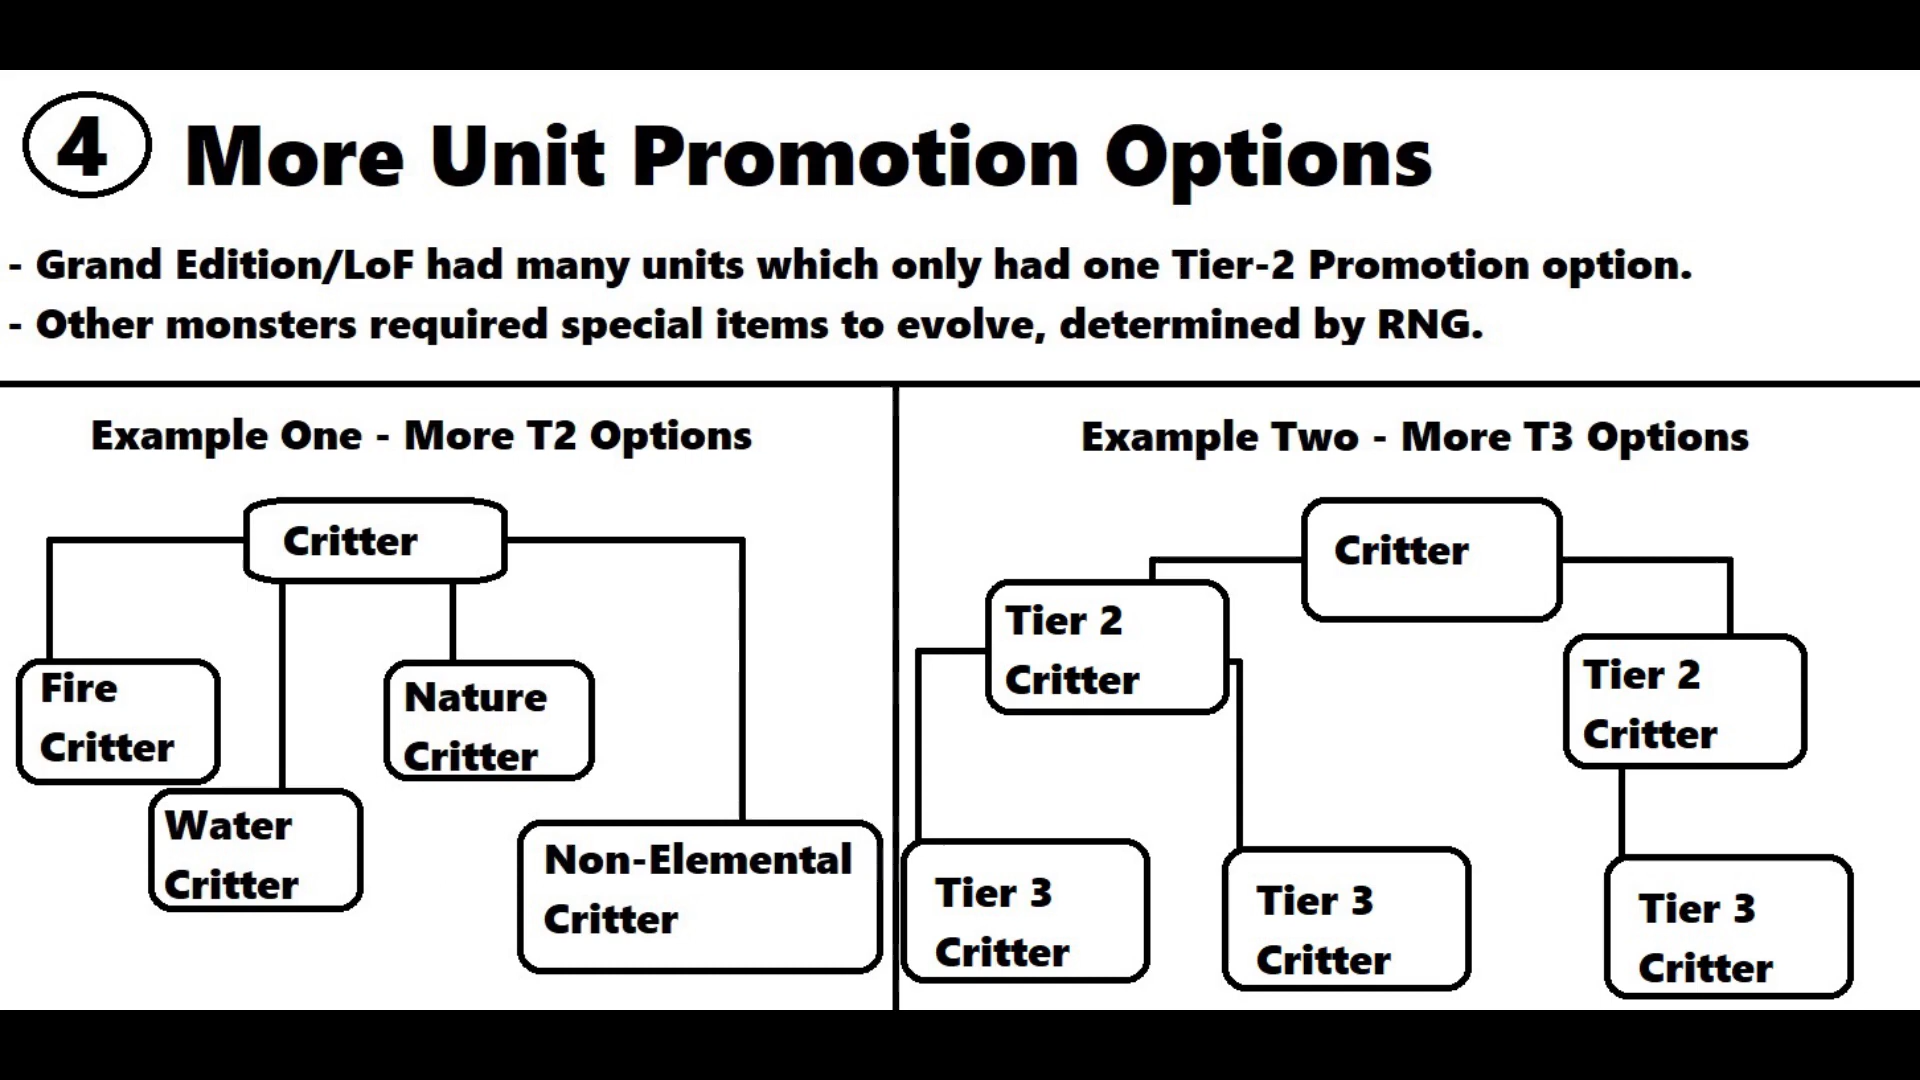 4 More Unit Promotion Options
- Grand Edition/LoF had many units which only had one Tier-2 Promotion option.
- Other monsters required special items to evolve, determined by RNG.
Example One - More T2 Options
Critter
Fire
Critter
Nature
Critter
Water
Critter
Non-Elemental
Critter
Example Two - More T3 Options
Critter
Tier 2
Critter
Tier 2
Critter
Tier 3
Critter
Tier 3
Critter
Tier 3
Critter